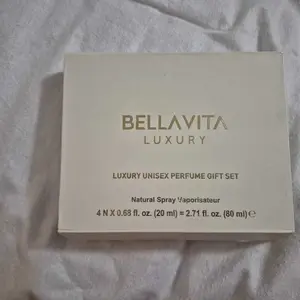 BELLAVITA
LUXURY
LUXURY UNISEX PERFUME GIFT SET
Natural Spray Vaporisateur
4 N X 0.68 fl. oz. (20 ml) = 2.71 fl. oz. (80 ml) ℮